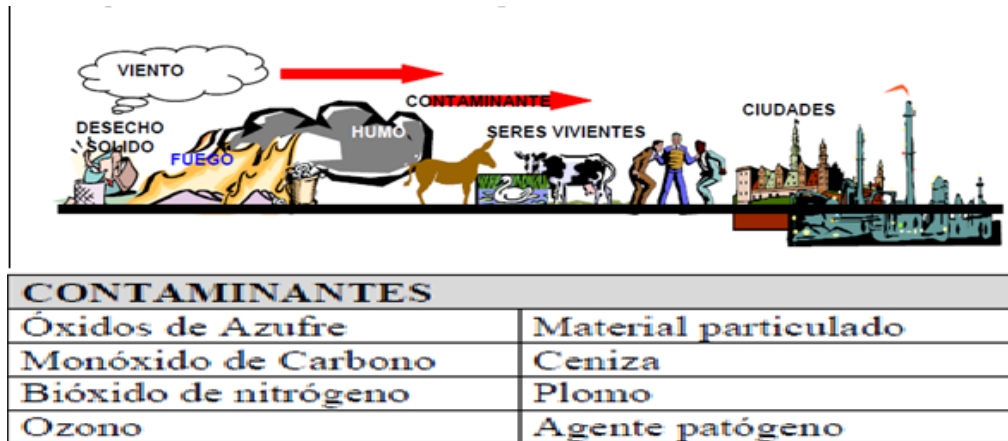 VIENTO
CONTAMINANTE
CIUDADES
DESECHO
SOLIDO
HUMO
SERES VIVIENTES
FUEGO
CONTAMINANTES
Óxidos de Azufre Material particulado
Monóxido de Carbono Ceniza
Bióxido de nitrógeno Plomo
Ozono Agente patógeno